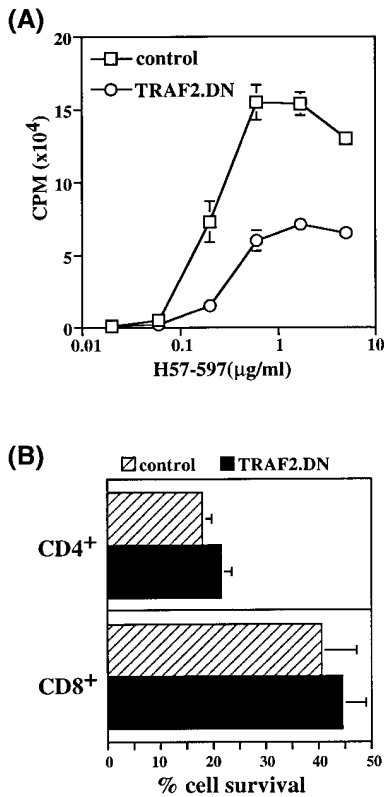 (A)
20
15
10
5
0
CPM (x10⁴)
control
TRAF2.DN
0.01 0.1 1 10
H57-597(μg/ml)
(B)
control TRAF2.DN
CD4⁺
CD8⁺
0 10 20 30 40 50
% cell survival